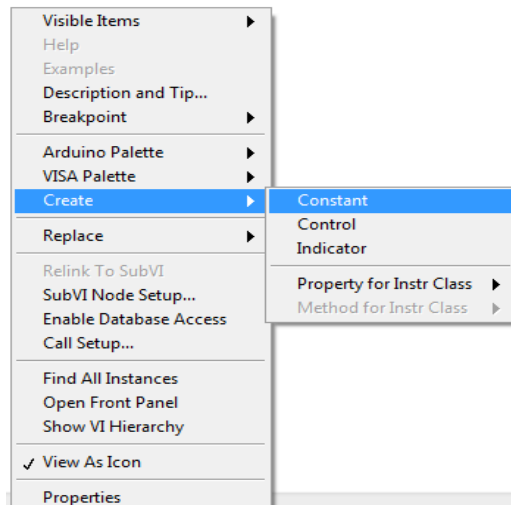 Visible Items
Help
Examples
Description and Tip...
Breakpoint
Arduino Palette
VISA Palette
Create
Replace
Relink To SubVI
SubVI Node Setup...
Enable Database Access
Call Setup...
Find All Instances
Open Front Panel
Show VI Hierarchy
View As Icon
Properties
Constant
Control
Indicator
Property for Instr Class
Method for Instr Class